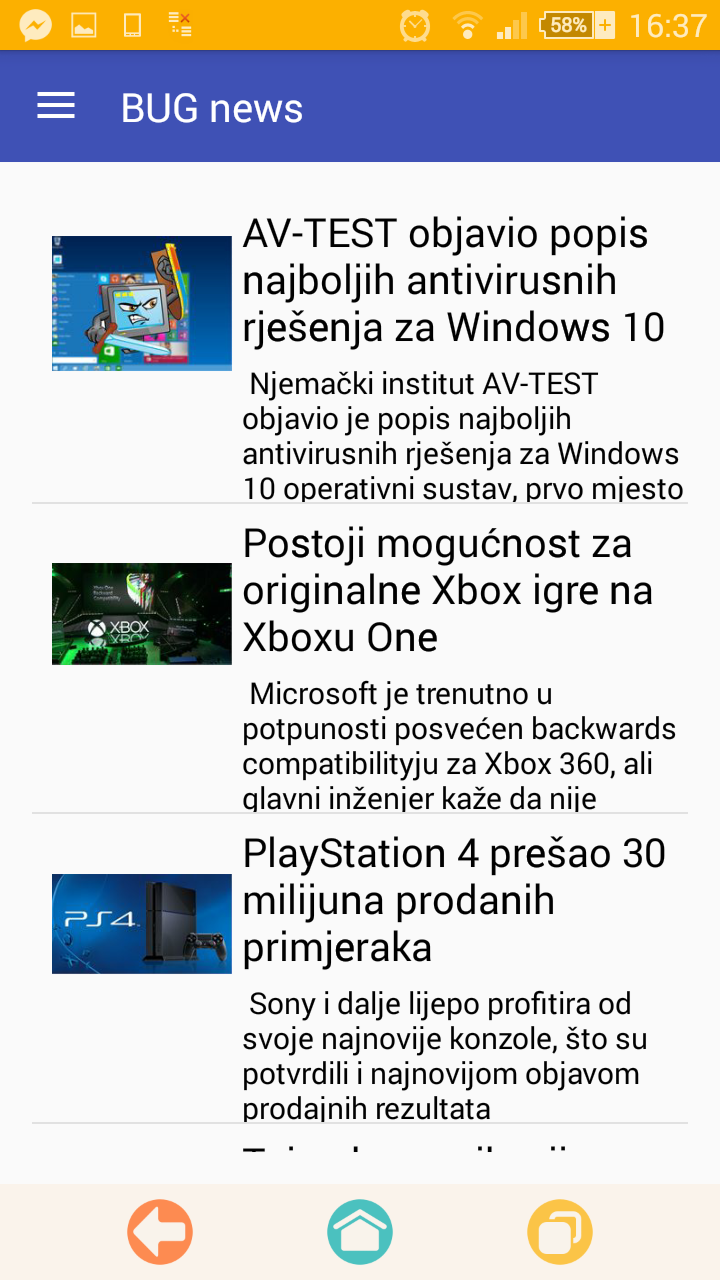 58%
16:37
BUG news
AV-TEST objavio popis
najboljih antivirusnih
rješenja za Windows 10
Njemački institut AV-TEST
objavio je popis najboljih
antivirusnih rješenja za Windows
10 operativni sustav, prvo mjesto
Postoji mogućnost za
originalne Xbox igre na
Xboxu One
XBOX
Microsoft je trenutno u
potpunosti posvećen backwards
compatibilityju za Xbox 360, ali
glavni inženjer kaže da nije
PlayStation 4 prešao 30
milijuna prodanih
primjeraka
PS4
Sony i dalje lijepo profitira od
svoje najnovije konzole, što su
potvrdili i najnovijom objavom
prodajnih rezultata